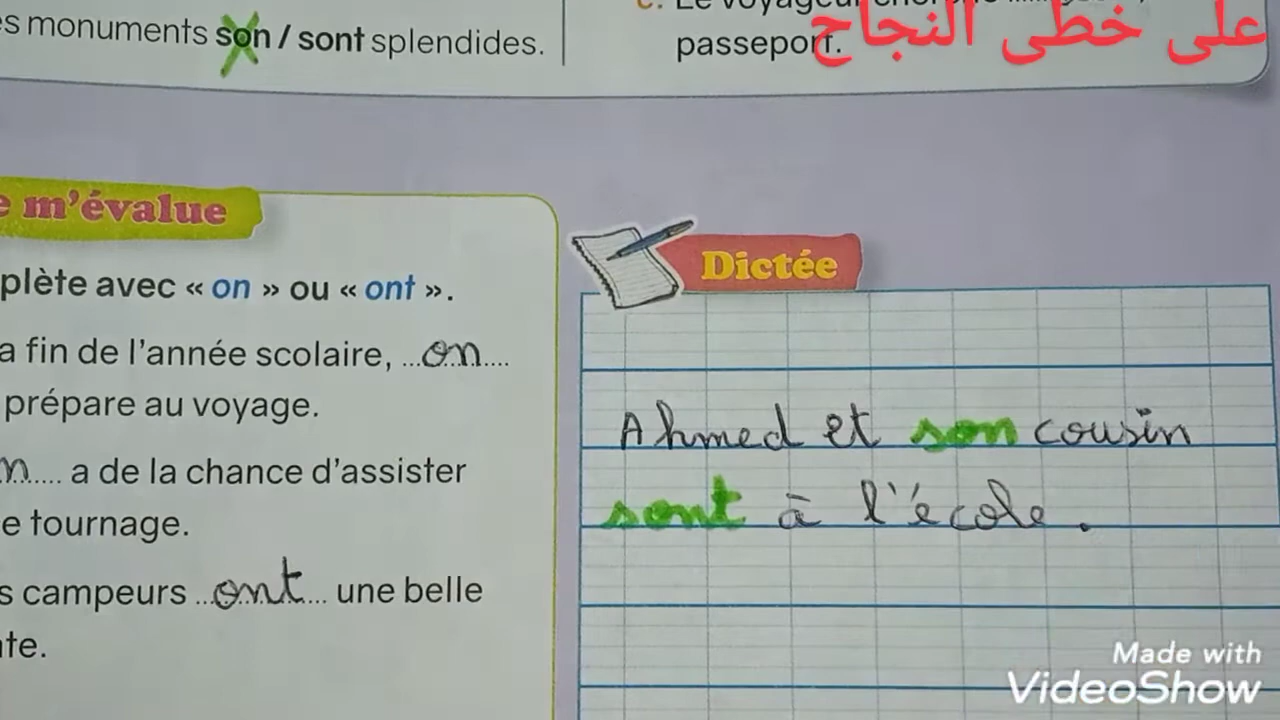 es monuments son / sont splendides.
passeport.
على خطى النجاح
e m'évalue
plète avec « on » ou « ont ».
a fin de l'année scolaire, ...on....
prépare au voyage.
n..... a de la chance d'assister
e tournage.
s campeurs ...ont.... une belle
te.
Dictée
Ahmed et son cousin
sont à l'école.
Made with
VideoShow